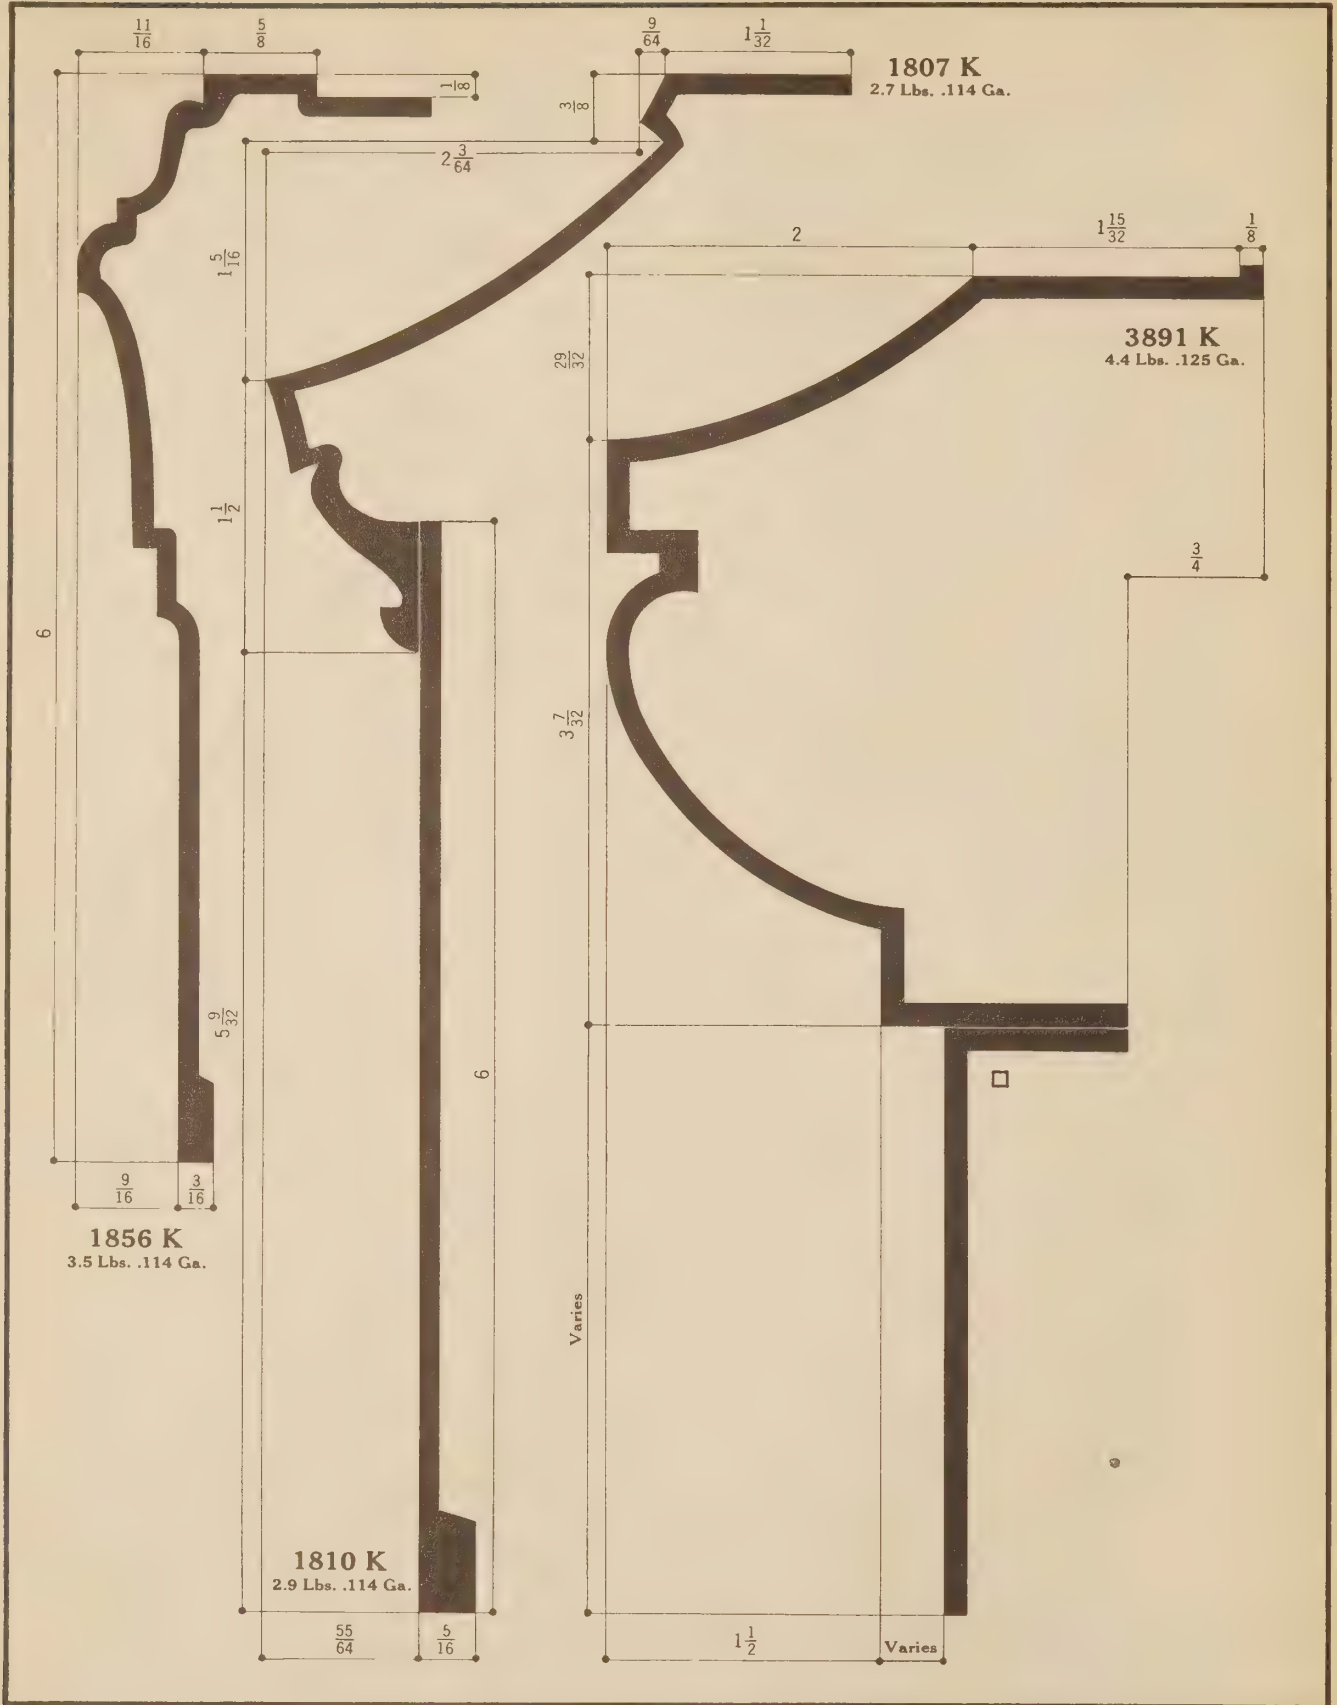 11/16
5/8
9/64
1 1/32
1807 K
2.7 Lbs. .114 Ga.
1/8
3/8
2 3/64
2
1 15/32
1/8
1 5/16
3891 K
4.4 Lbs. .125 Ga.
29/32
1 1/2
3/4
6
3 7/32
5 9/32
6
9/16
3/16
1856 K
3.5 Lbs. .114 Ga.
Varies
1810 K
2.9 Lbs. .114 Ga.
55/64
5/16
1 1/2
Varies